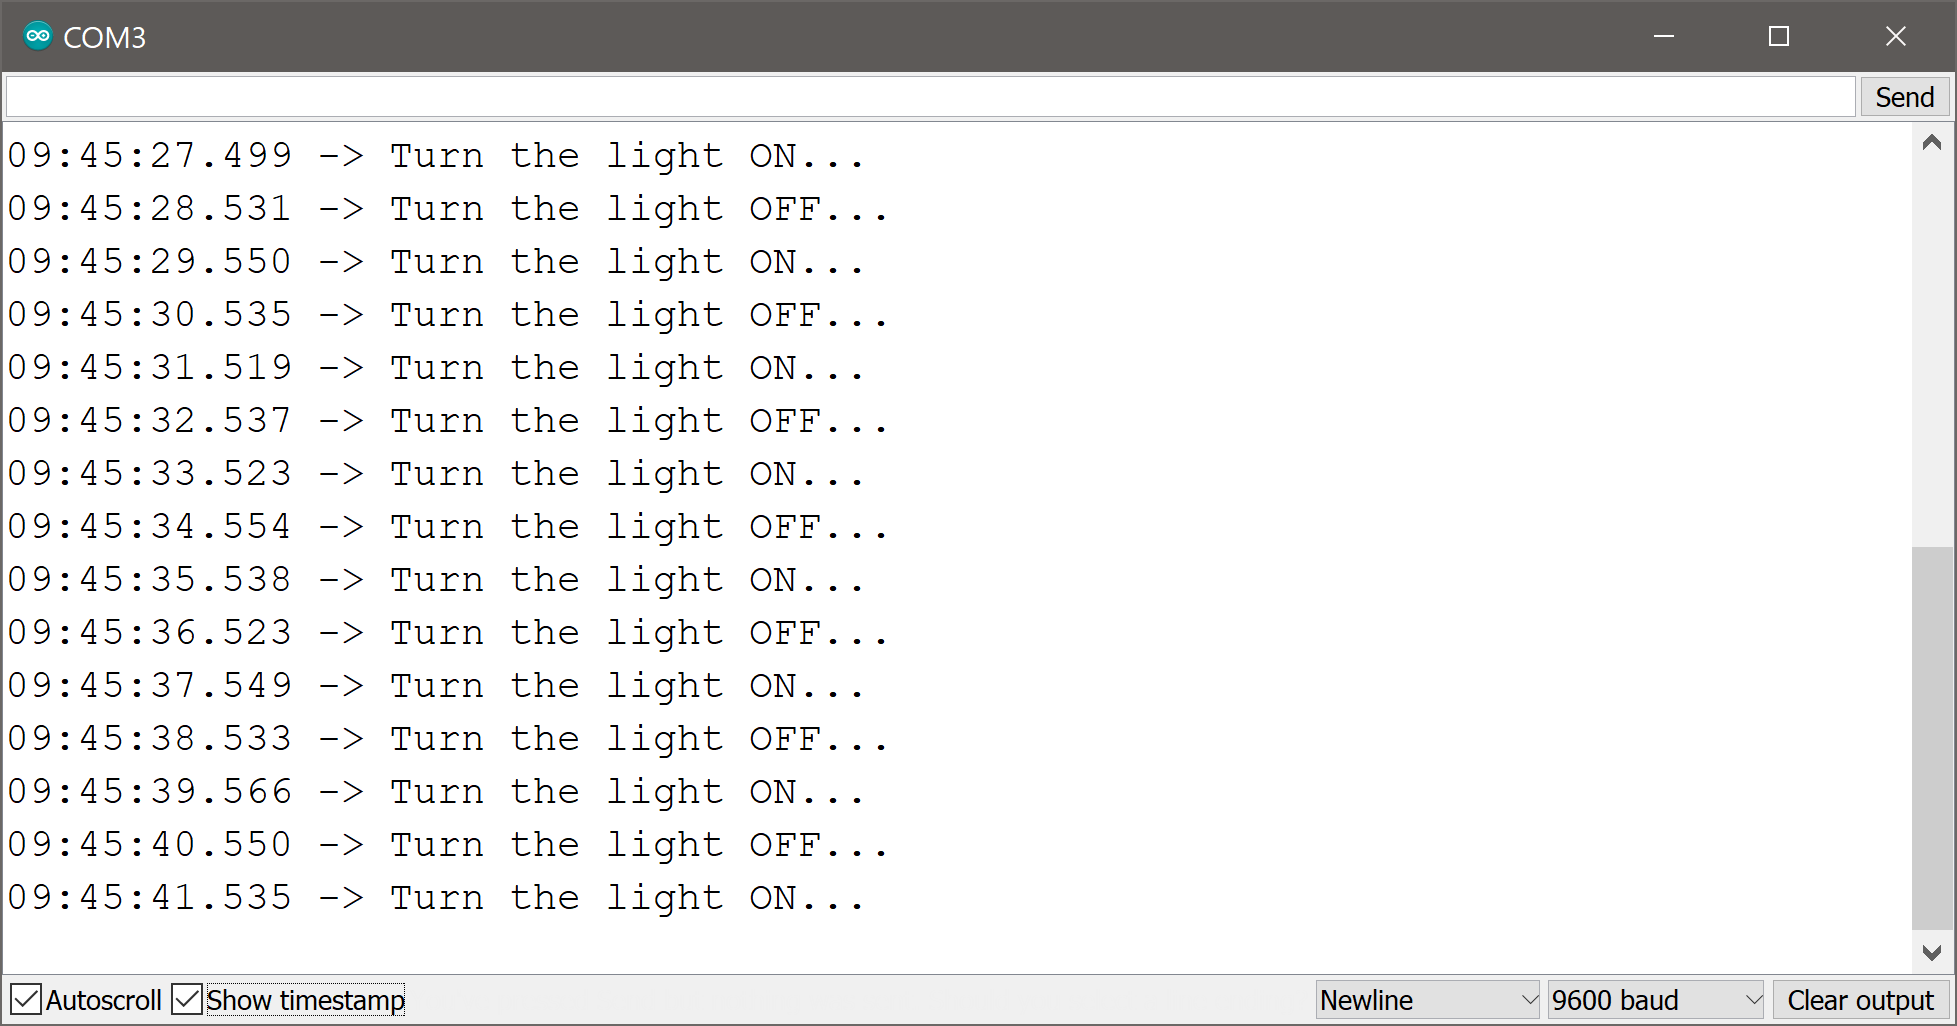 COM3
Send
09:45:27.499 -> Turn the light ON...
09:45:28.531 -> Turn the light OFF...
09:45:29.550 -> Turn the light ON...
09:45:30.535 -> Turn the light OFF...
09:45:31.519 -> Turn the light ON...
09:45:32.537 -> Turn the light OFF...
09:45:33.523 -> Turn the light ON...
09:45:34.554 -> Turn the light OFF...
09:45:35.538 -> Turn the light ON...
09:45:36.523 -> Turn the light OFF...
09:45:37.549 -> Turn the light ON...
09:45:38.533 -> Turn the light OFF...
09:45:39.566 -> Turn the light ON...
09:45:40.550 -> Turn the light OFF...
09:45:41.535 -> Turn the light ON...
Autoscroll Show timestamp Newline 9600 baud Clear output